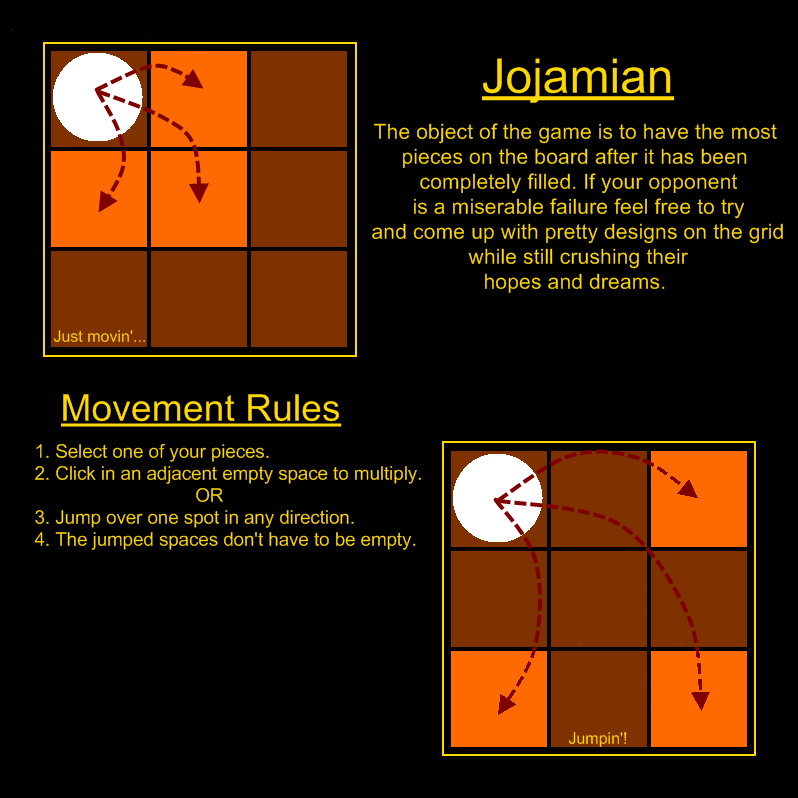 Jojamian
The object of the game is to have the most
pieces on the board after it has been
completely filled. If your opponent
is a miserable failure feel free to try
and come up with pretty designs on the grid
while still crushing their
hopes and dreams.
Just movin'...
Movement Rules
1. Select one of your pieces.
2. Click in an adjacent empty space to multiply.
OR
3. Jump over one spot in any direction.
4. The jumped spaces don't have to be empty.
Jumpin'!